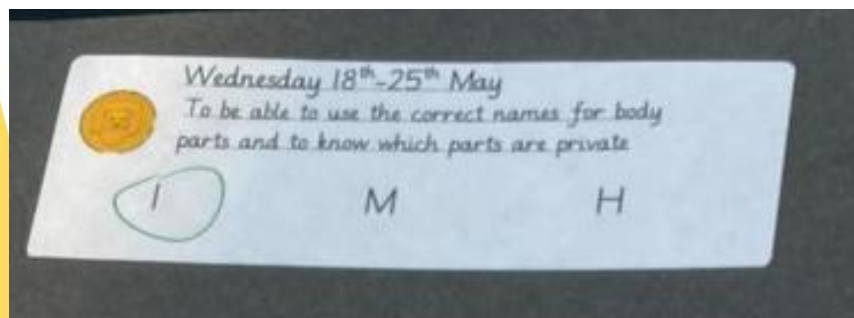 Wednesday 18th-25th May
To be able to use the correct names for body
parts and to know which parts are private
I M H